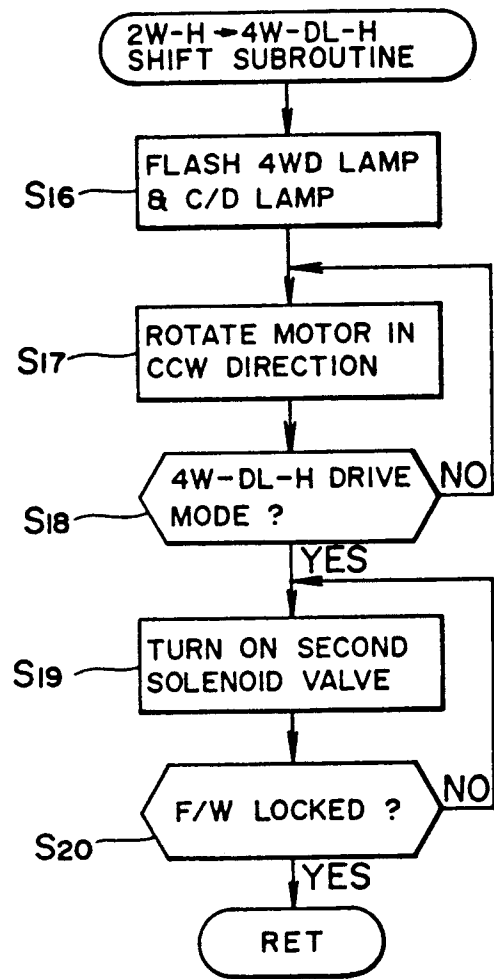 2W-H→4W-DL-H
SHIFT SUBROUTINE
S16
FLASH 4WD LAMP
& C/D LAMP
S17
ROTATE MOTOR IN
CCW DIRECTION
S18
4W-DL-H DRIVE
MODE ?
NO
YES
S19
TURN ON SECOND
SOLENOID VALVE
S20
F/W LOCKED ?
NO
YES
RET